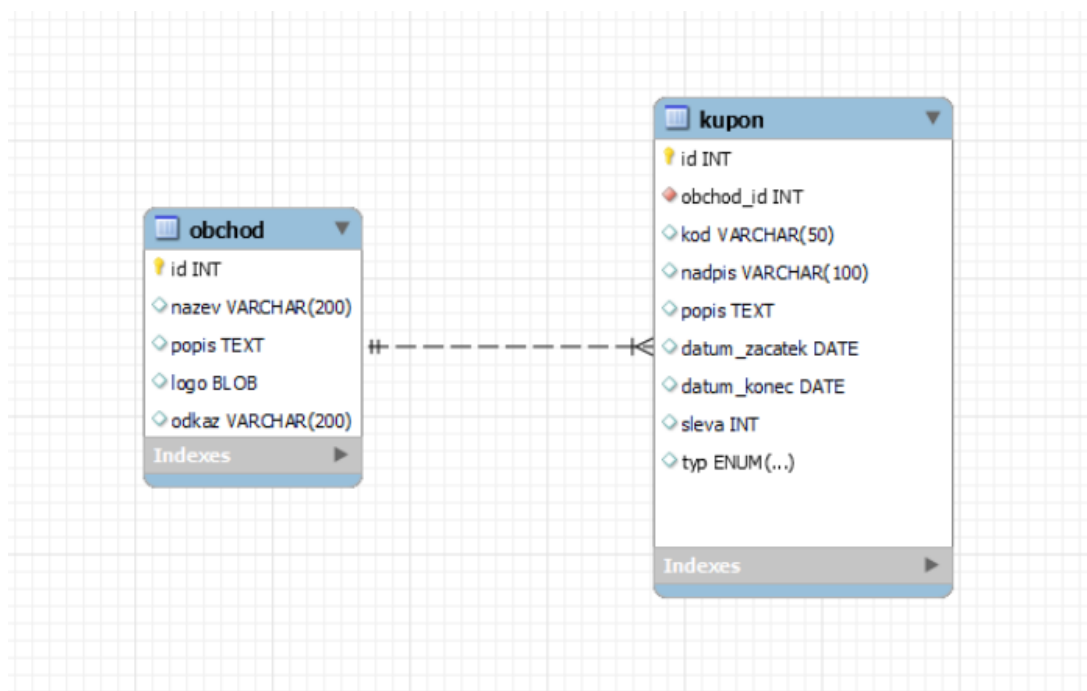 obchod
id INT
nazev VARCHAR(200)
popis TEXT
logo BLOB
odkaz VARCHAR(200)
Indexes
kupon
id INT
obchod_id INT
kod VARCHAR(50)
nadpis VARCHAR(100)
popis TEXT
datum_zacatek DATE
datum_konec DATE
sleva INT
typ ENUM(...)
Indexes